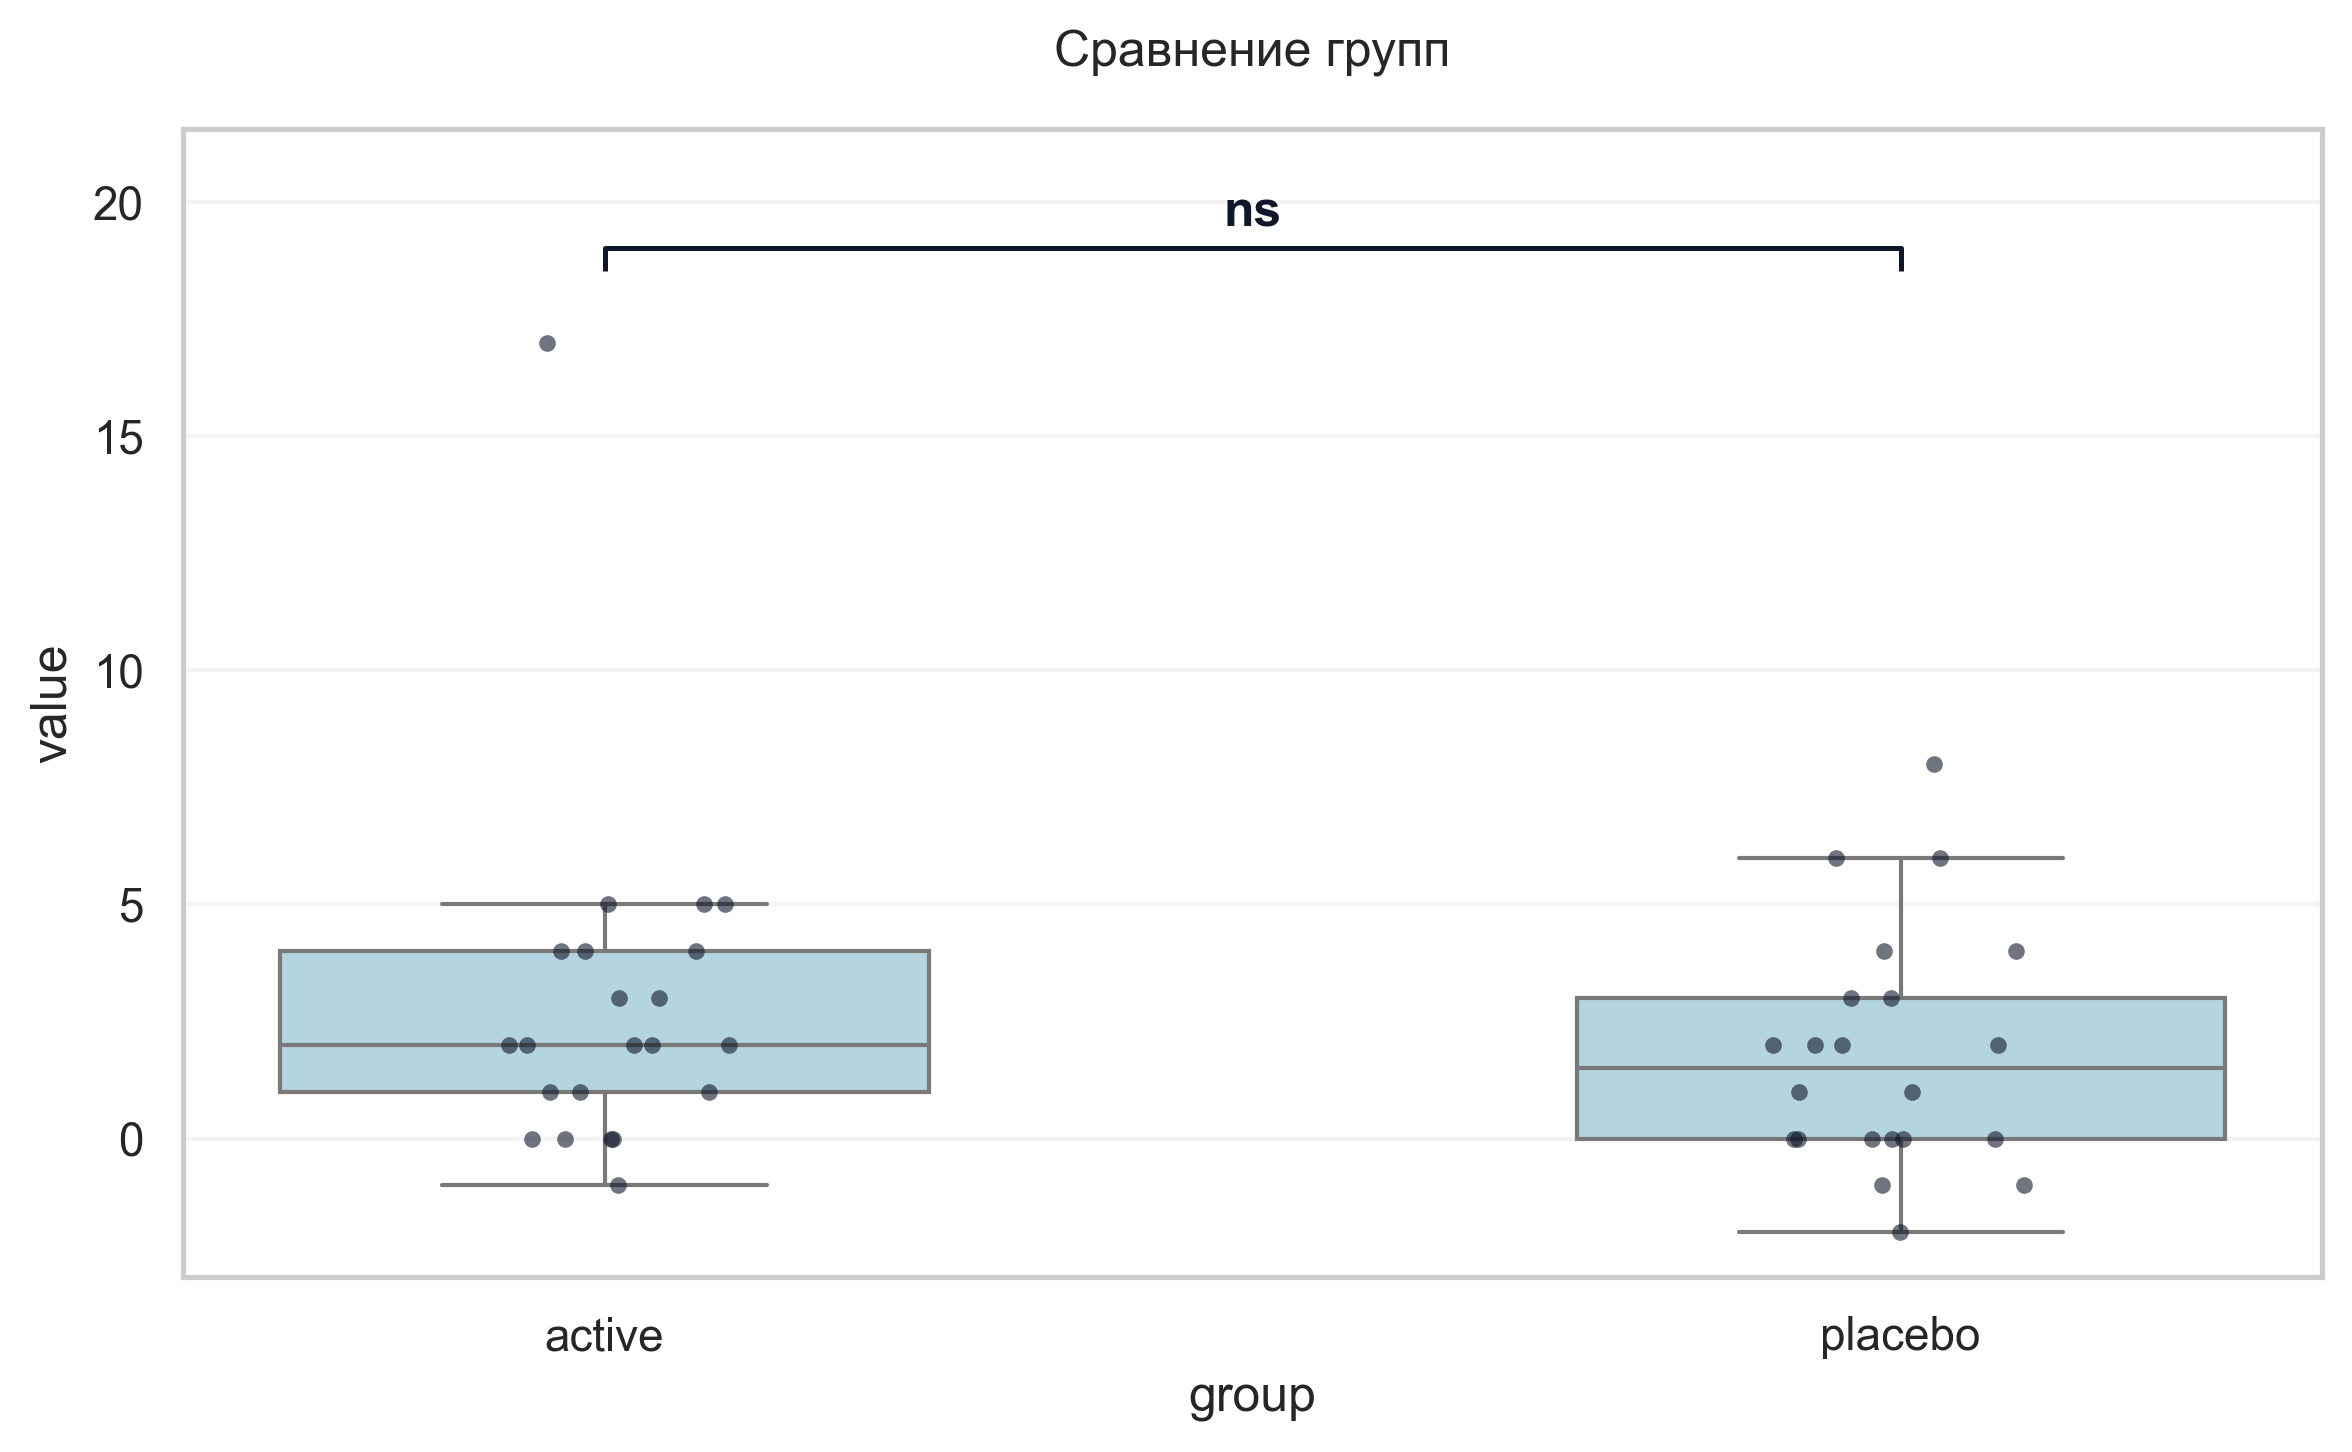 Сравнение групп
ns
20
15
10
5
0
value
active
placebo
group